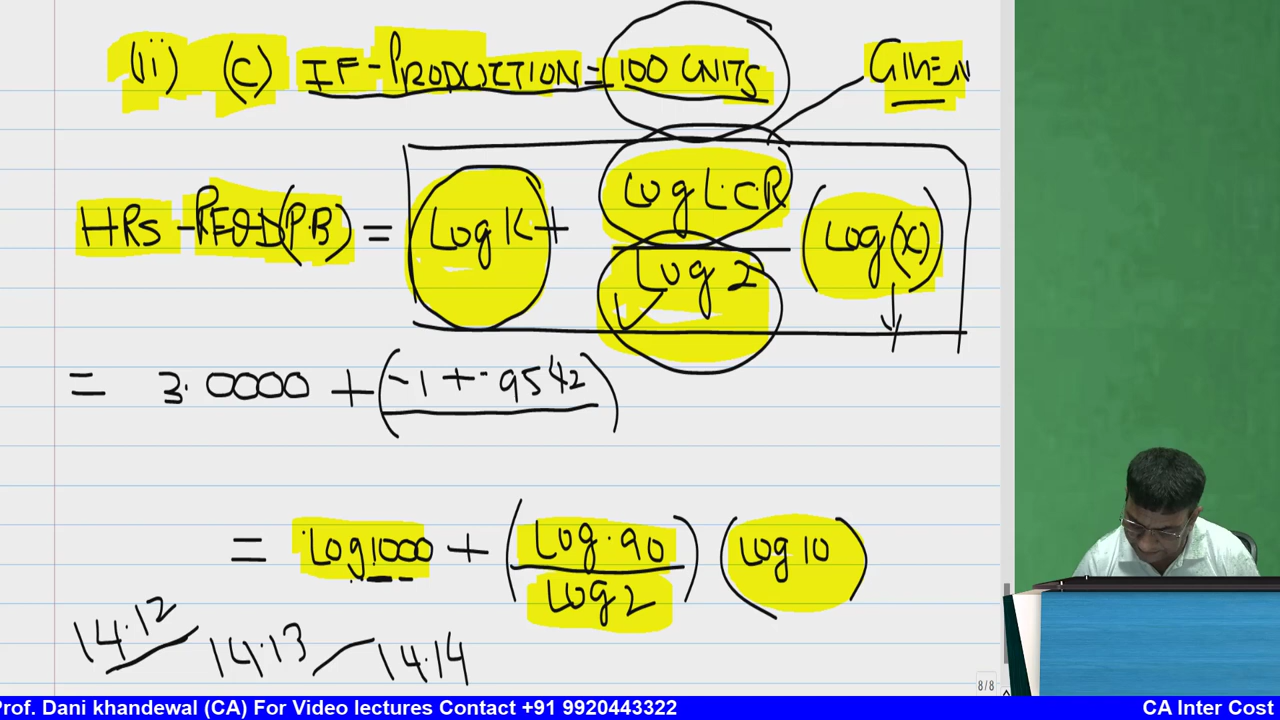 (ii) (C) IF - PRODUCTION = 100 UNITS GIVEN
HRS - REQD (P.B) = Log K + Log L.C.R / Log 2 (Log (x))
= 3.0000 + (-1 + .9542)
= Log 1000 + (Log .90 / Log 2) (Log 10)
14.12 14.13 14.14
8/8
Prof. Dani khandewal (CA) For Video lectures Contact +91 9920443322 CA Inter Cost